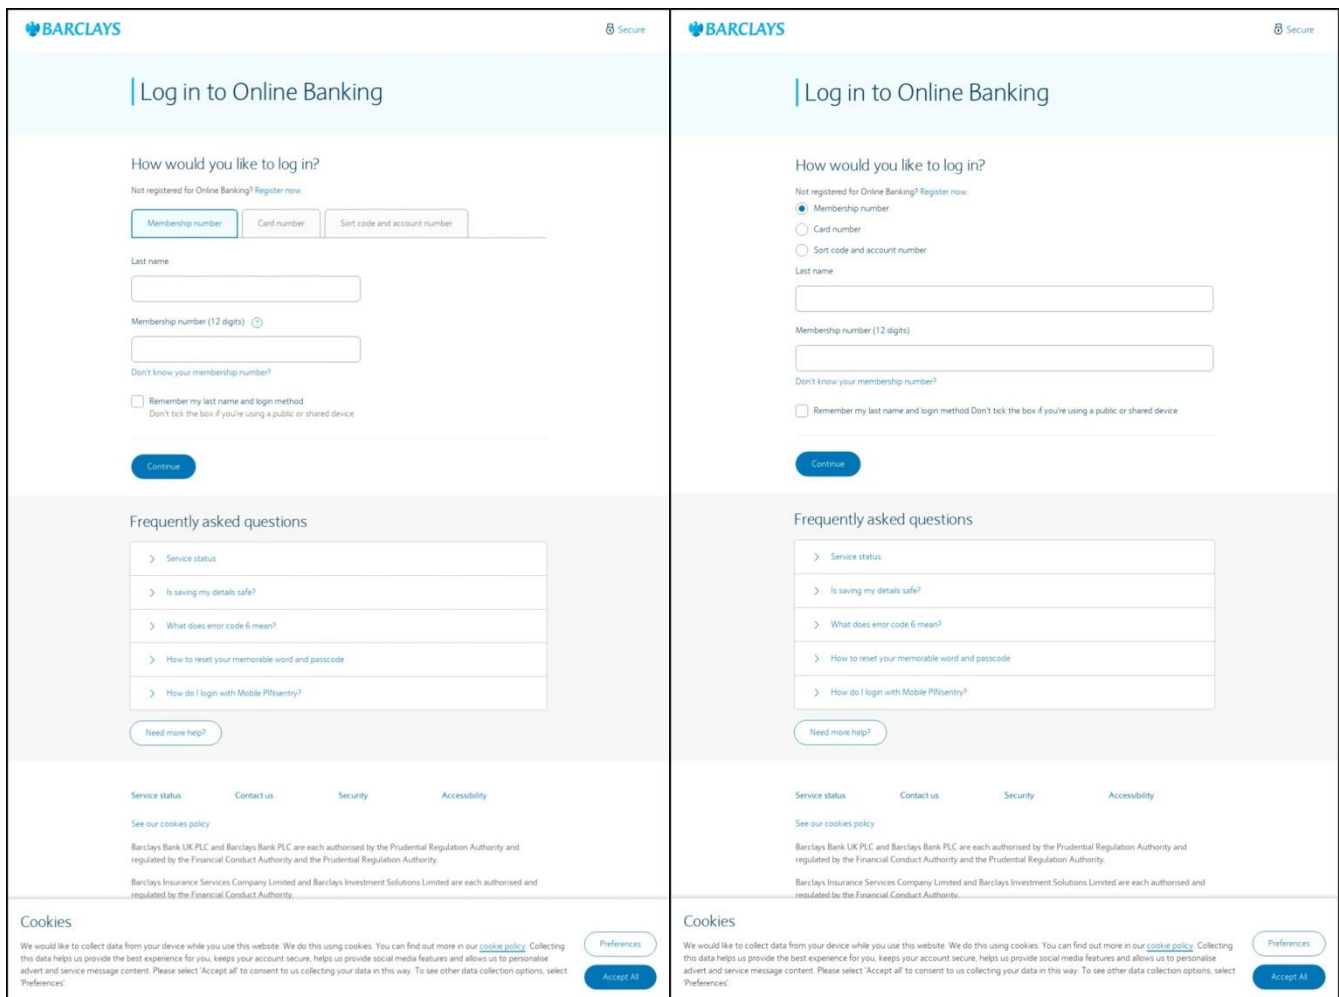 BARCLAYS
Secure
Log in to Online Banking
How would you like to log in?
Not registered for Online Banking? Register now.
Membership number
Card number
Sort code and account number
Last name
Membership number (12 digits) ?
Don't know your membership number?
Remember my last name and login method
Don't tick the box if you're using a public or shared device
Continue
Frequently asked questions
Service status
Is saving my details safe?
What does error code 6 mean?
How to reset your memorable word and passcode
How do I login with Mobile PINsentry?
Need more help?
Service status Contact us Security Accessibility
See our cookies policy
Barclays Bank UK PLC and Barclays Bank PLC are each authorised by the Prudential Regulation Authority and
regulated by the Financial Conduct Authority and the Prudential Regulation Authority.
Barclays Insurance Services Company Limited and Barclays Investment Solutions Limited are each authorised and
regulated by the Financial Conduct Authority.
Cookies
We would like to collect data from your device while you use this website. We do this using cookies. You can find out more in our cookie policy. Collecting
this data helps us provide the best experience for you, keeps your account secure, helps us provide social media features and allows us to personalise
advert and service message content. Please select 'Accept all' to consent to us collecting your data in this way. To see other data collection options, select
'Preferences'.
Preferences
Accept All
BARCLAYS
Secure
Log in to Online Banking
How would you like to log in?
Not registered for Online Banking? Register now.
Membership number
Card number
Sort code and account number
Last name
Membership number (12 digits)
Don't know your membership number?
Remember my last name and login method.Don't tick the box if you're using a public or shared device
Continue
Frequently asked questions
Service status
Is saving my details safe?
What does error code 6 mean?
How to reset your memorable word and passcode
How do I login with Mobile PINsentry?
Need more help?
Service status Contact us Security Accessibility
See our cookies policy
Barclays Bank UK PLC and Barclays Bank PLC are each authorised by the Prudential Regulation Authority and
regulated by the Financial Conduct Authority and the Prudential Regulation Authority.
Barclays Insurance Services Company Limited and Barclays Investment Solutions Limited are each authorised and
regulated by the Financial Conduct Authority.
Cookies
We would like to collect data from your device while you use this website. We do this using cookies. You can find out more in our cookie policy. Collecting
this data helps us provide the best experience for you, keeps your account secure, helps us provide social media features and allows us to personalise
advert and service message content. Please select 'Accept all' to consent to us collecting your data in this way. To see other data collection options, select
'Preferences'.
Preferences
Accept All